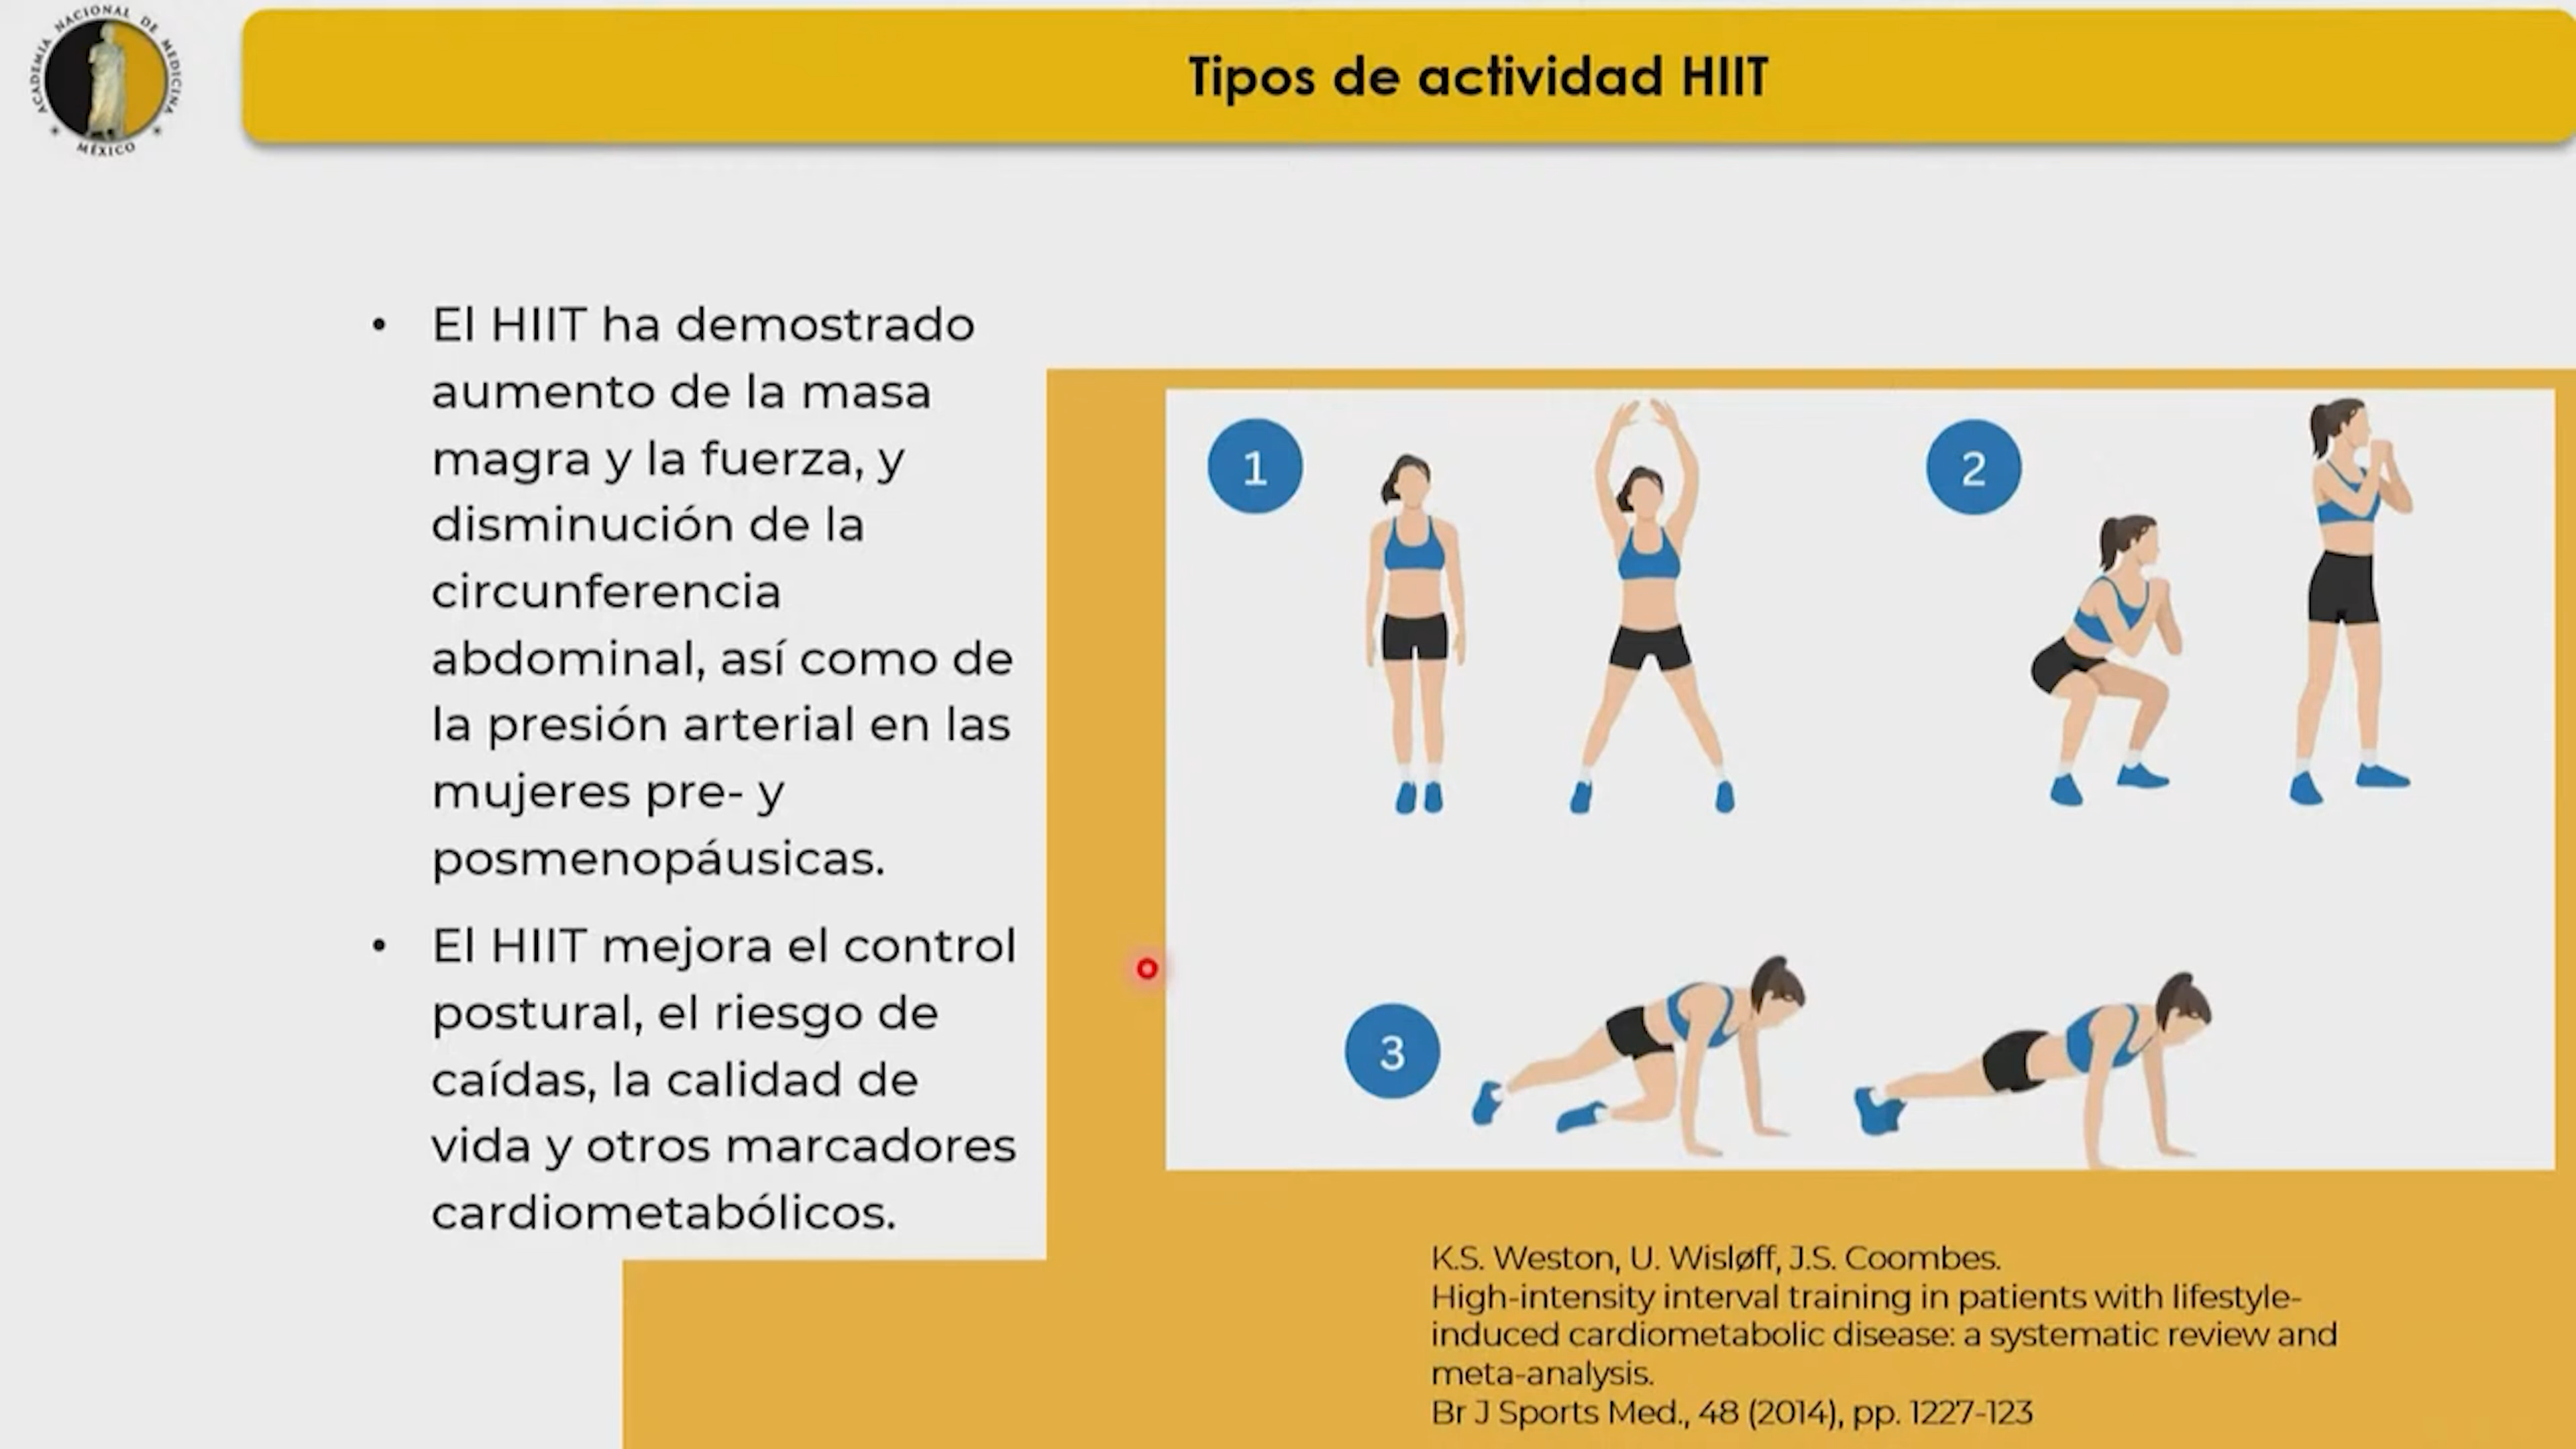 ACADEMIA NACIONAL DE MEDICINA
MÉXICO
Tipos de actividad HIIT
• El HIIT ha demostrado
aumento de la masa
magra y la fuerza, y
disminución de la
circunferencia
abdominal, así como de
la presión arterial en las
mujeres pre- y
posmenopáusicas.
• El HIIT mejora el control
postural, el riesgo de
caídas, la calidad de
vida y otros marcadores
cardiometabólicos.
1
2
3
K.S. Weston, U. Wisløff, J.S. Coombes.
High-intensity interval training in patients with lifestyle-
induced cardiometabolic disease: a systematic review and
meta-analysis.
Br J Sports Med., 48 (2014), pp. 1227-123